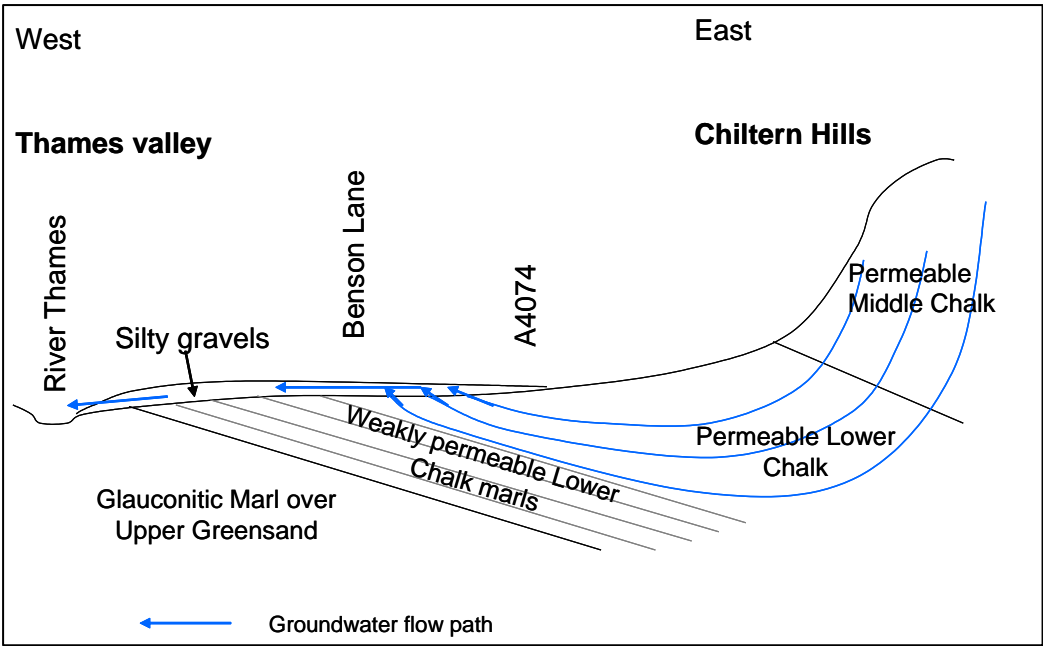 West
East
Thames valley
Chiltern Hills
River Thames
Benson Lane
A4074
Silty gravels
Permeable
Middle Chalk
Weakly permeable Lower
Chalk marls
Permeable Lower
Chalk
Glauconitic Marl over
Upper Greensand
Groundwater flow path